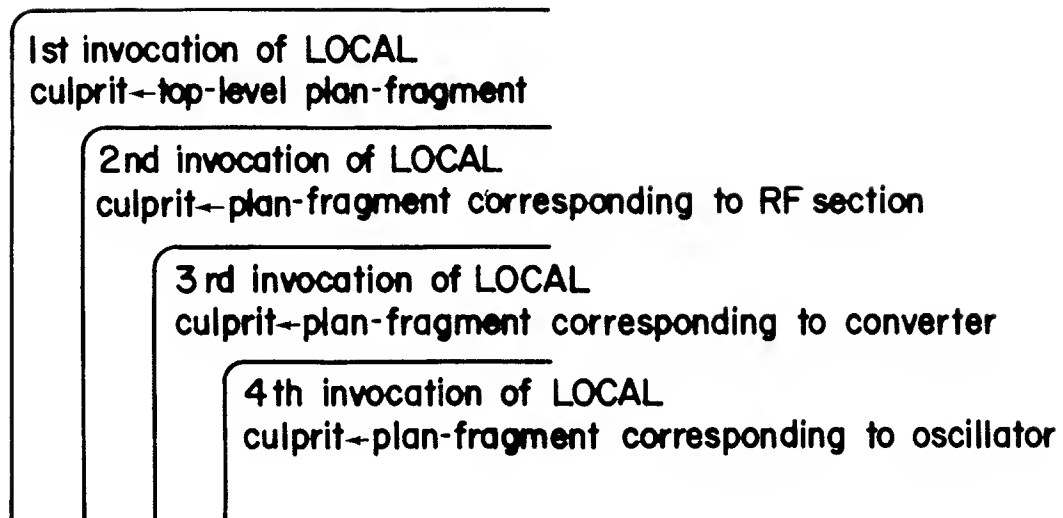 1st invocation of LOCAL
culprit←top-level plan-fragment
2nd invocation of LOCAL
culprit←plan-fragment corresponding to RF section
3rd invocation of LOCAL
culprit←plan-fragment corresponding to converter
4th invocation of LOCAL
culprit←plan-fragment corresponding to oscillator